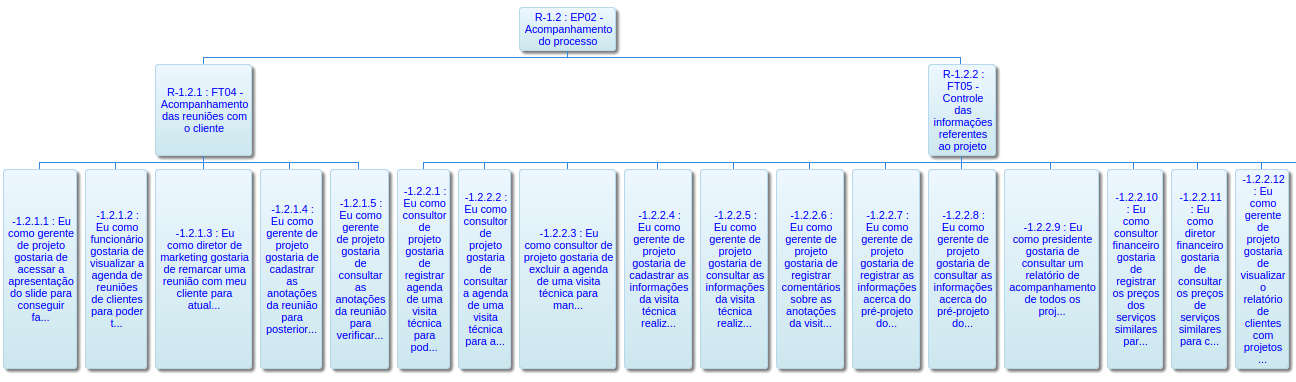 R-1.2 : EP02 -
Acompanhamento
do processo
R-1.2.1 : FT04 -
Acompanhamento
das reuniões com
o cliente
R-1.2.2 :
FT05 -
Controle
das
informações
referentes
ao projeto
-1.2.1.1 : Eu
como gerente
de projeto
gostaria de
acessar a
apresentação
do slide para
conseguir
fa...
-1.2.1.2 :
Eu como
funcionário
gostaria de
visualizar a
agenda de
reuniões
de clientes
para poder
t...
-1.2.1.3 : Eu
como diretor de
marketing gostaria
de remarcar uma
reunião com meu
cliente para
atual...
-1.2.1.4 :
Eu como
gerente de
projeto
gostaria de
cadastrar
as
anotações
da reunião
para
posterior...
-1.2.1.5 :
Eu como
gerente
de projeto
gostaria
de
consultar
as
anotações
da reunião
para
verificar...
-1.2.2.1 :
Eu como
consultor
de
projeto
gostaria
de
registrar
agenda
de uma
visita
técnica
para
pod...
-1.2.2.2 :
Eu como
consultor
de
projeto
gostaria
de
consultar
a agenda
de uma
visita
técnica
para a...
-1.2.2.3 : Eu
como consultor de
projeto gostaria de
excluir a agenda
de uma visita
técnica para
man...
-1.2.2.4 :
Eu como
gerente de
projeto
gostaria de
cadastrar as
informações
da visita
técnica
realiz...
-1.2.2.5 :
Eu como
gerente de
projeto
gostaria de
consultar as
informações
da visita
técnica
realiz...
-1.2.2.6 :
Eu como
gerente de
projeto
gostaria de
registrar
comentários
sobre as
anotações
da visit...
-1.2.2.7 :
Eu como
gerente de
projeto
gostaria de
registrar as
informações
acerca do
pré-projeto
do...
-1.2.2.8 :
Eu como
gerente de
projeto
gostaria de
consultar as
informações
acerca do
pré-projeto
do...
-1.2.2.9 : Eu
como presidente
gostaria de
consultar um
relatório de
acompanhamento
de todos os
proj...
-1.2.2.10
: Eu
como
consultor
financeiro
gostaria
de
registrar
os preços
dos
serviços
similares
par...
-1.2.2.11
: Eu
como
diretor
financeiro
gostaria
de
consultar
os preços
de
serviços
similares
para c...
-1.2.2.12
: Eu
como
gerente
de
projeto
gostaria
de
visualizar
o
relatório
de
clientes
com
projetos
...